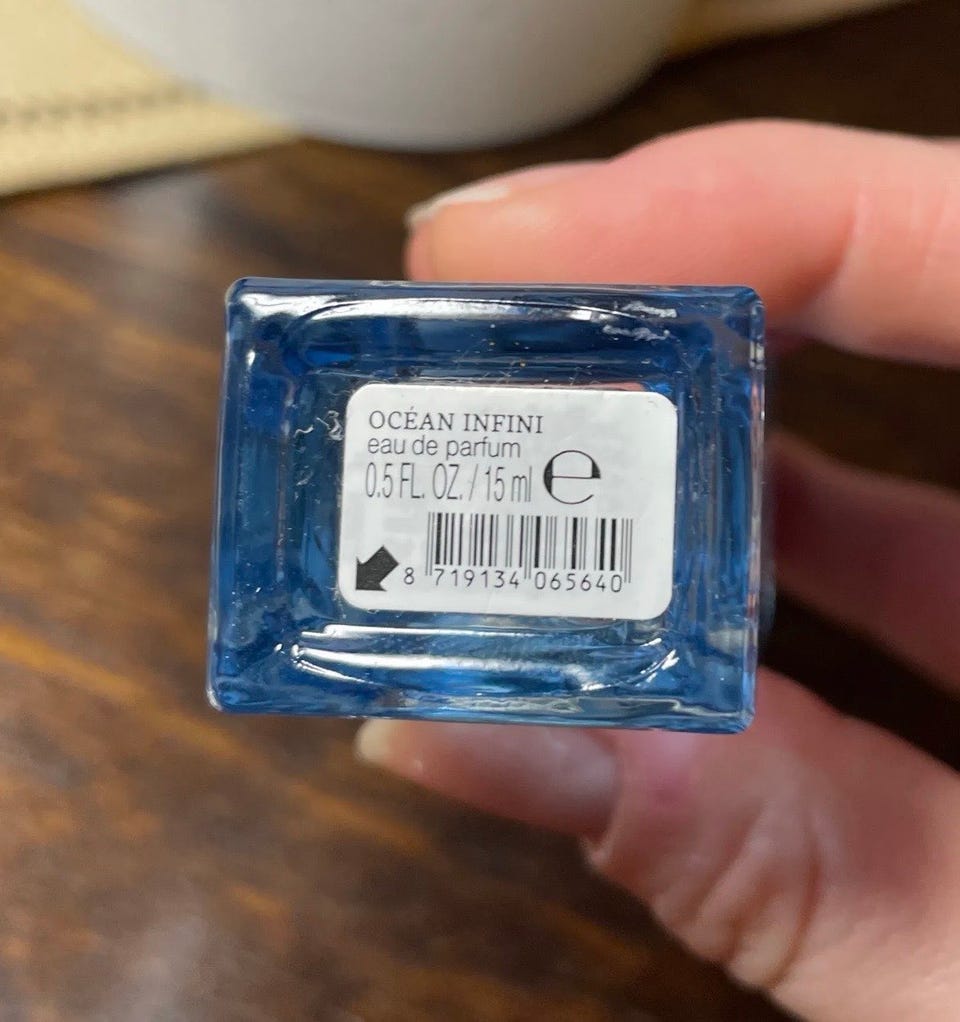 OCÉAN INFINI
eau de parfum
0.5 FL. OZ. / 15 ml e
8 719134 065640